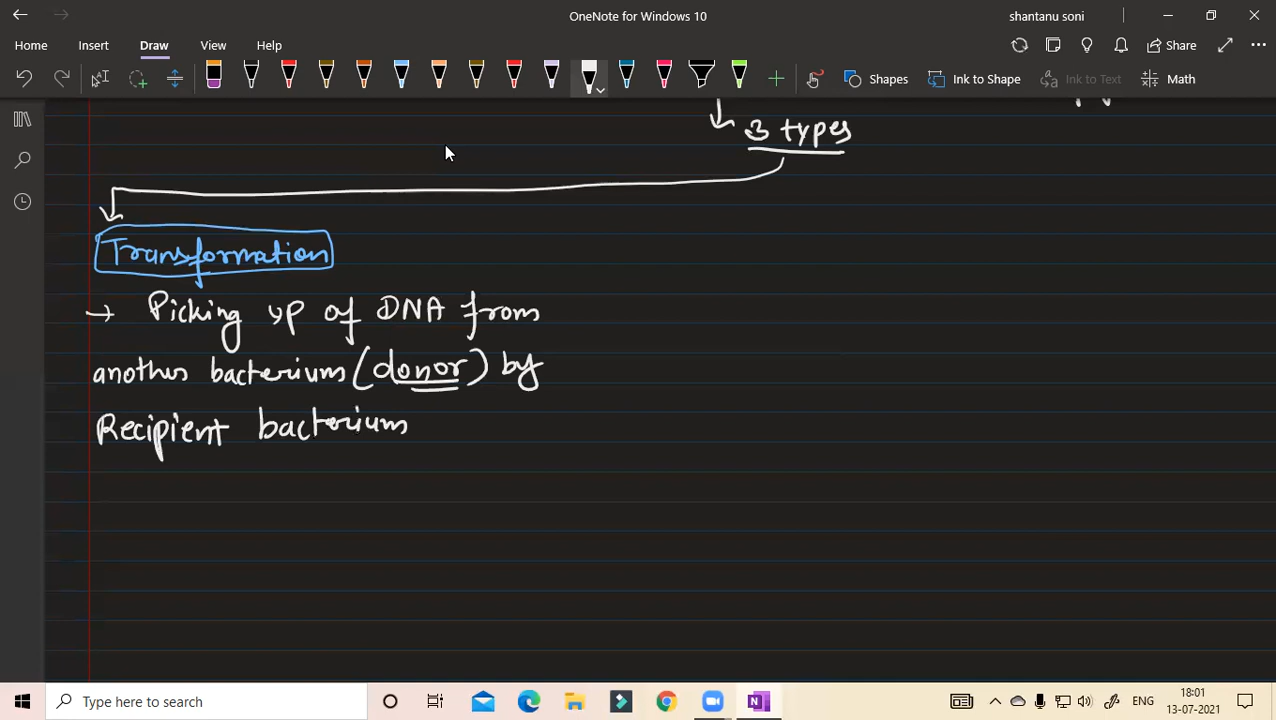 OneNote for Windows 10
shantanu soni
Home Insert Draw View Help
Share
Shapes Ink to Shape Ink to Text Math
3 types
Transformation
→ Picking up of DNA from
another bacterium (donor) by
Recipient bacterium
Type here to search
ENG
18:01
13-07-2021